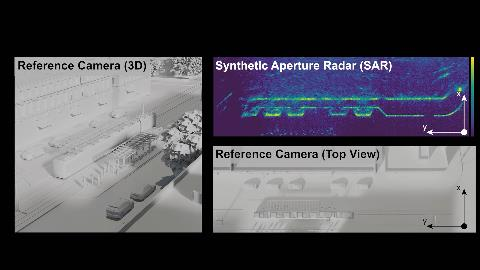 Reference Camera (3D)
Synthetic Aperture Radar (SAR)
x
y
Reference Camera (Top View)
x
y